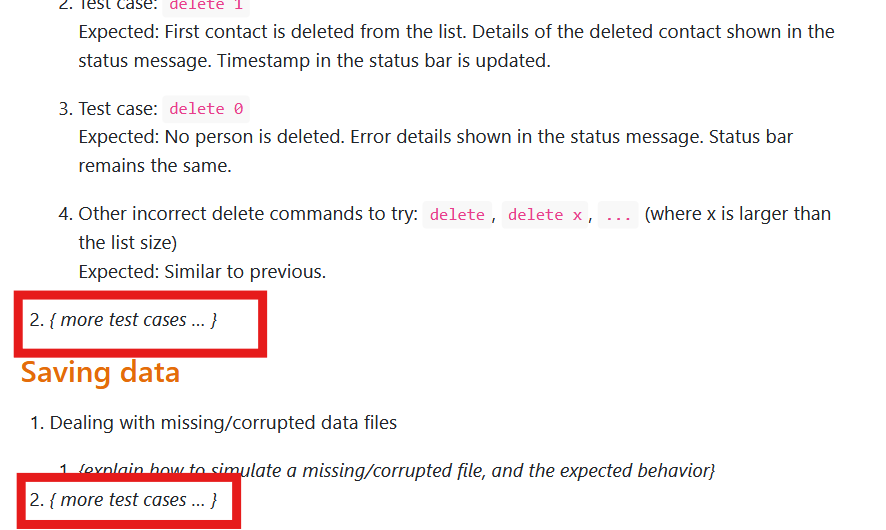 2. Test case: delete 1
Expected: First contact is deleted from the list. Details of the deleted contact shown in the
status message. Timestamp in the status bar is updated.
3. Test case: delete 0
Expected: No person is deleted. Error details shown in the status message. Status bar
remains the same.
4. Other incorrect delete commands to try: delete, delete x, ... (where x is larger than
the list size)
Expected: Similar to previous.
2. { more test cases ... }
Saving data
1. Dealing with missing/corrupted data files
1. {explain how to simulate a missing/corrupted file, and the expected behavior}
2. { more test cases ... }